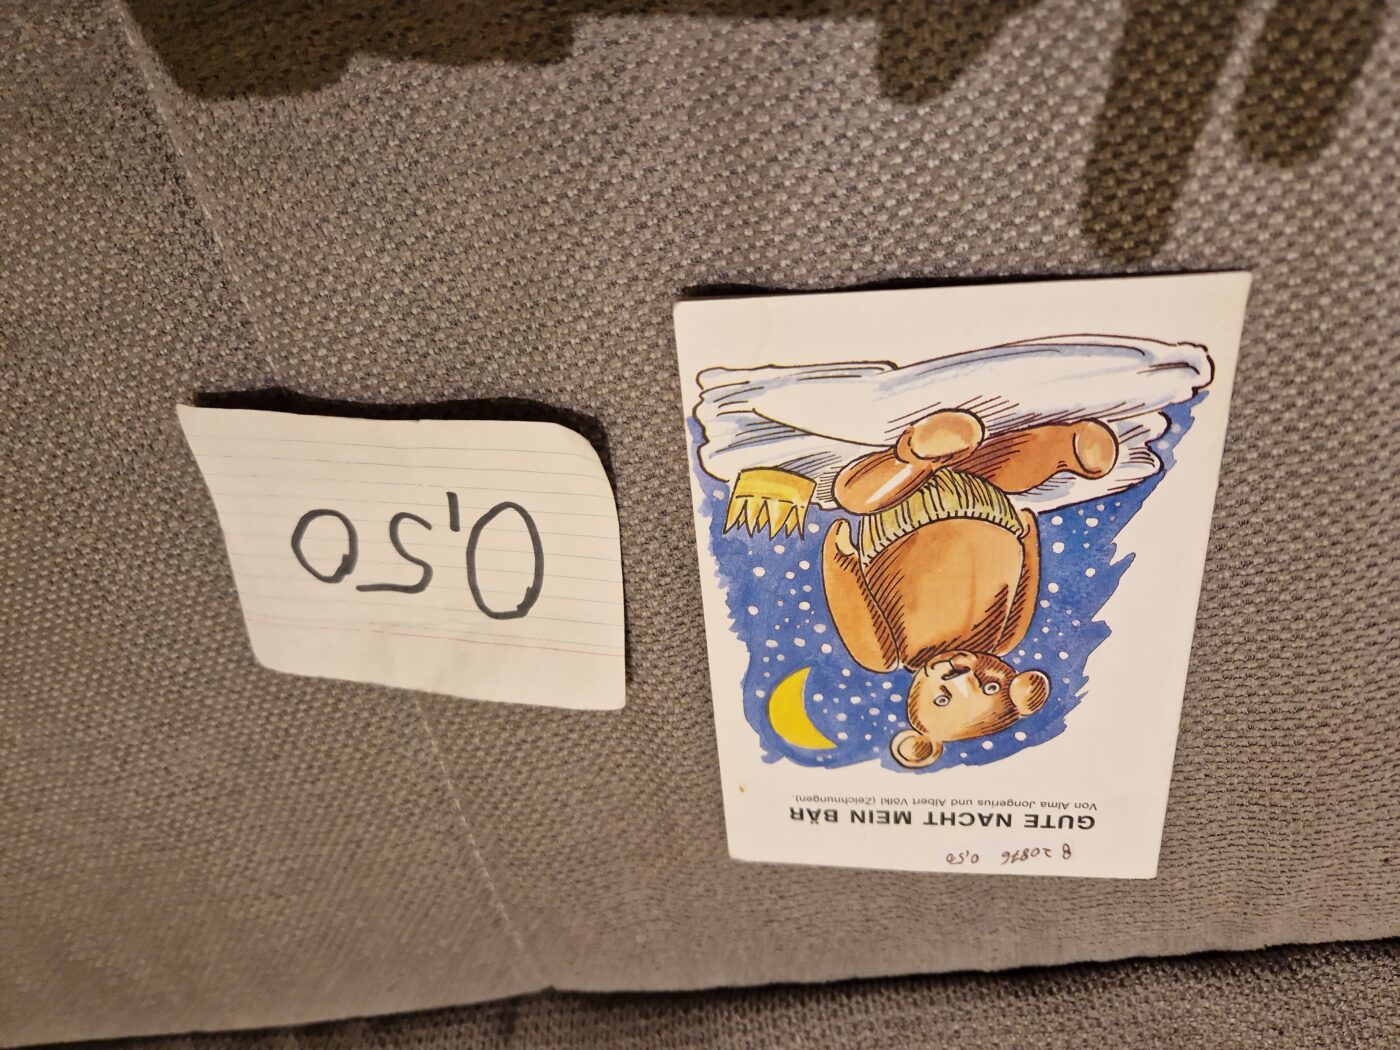 B 20876 0,50
GUTE NACHT MEIN BÄR
Von Alma Jongerius und Albert Völkl (Zeichnungen).
0,50